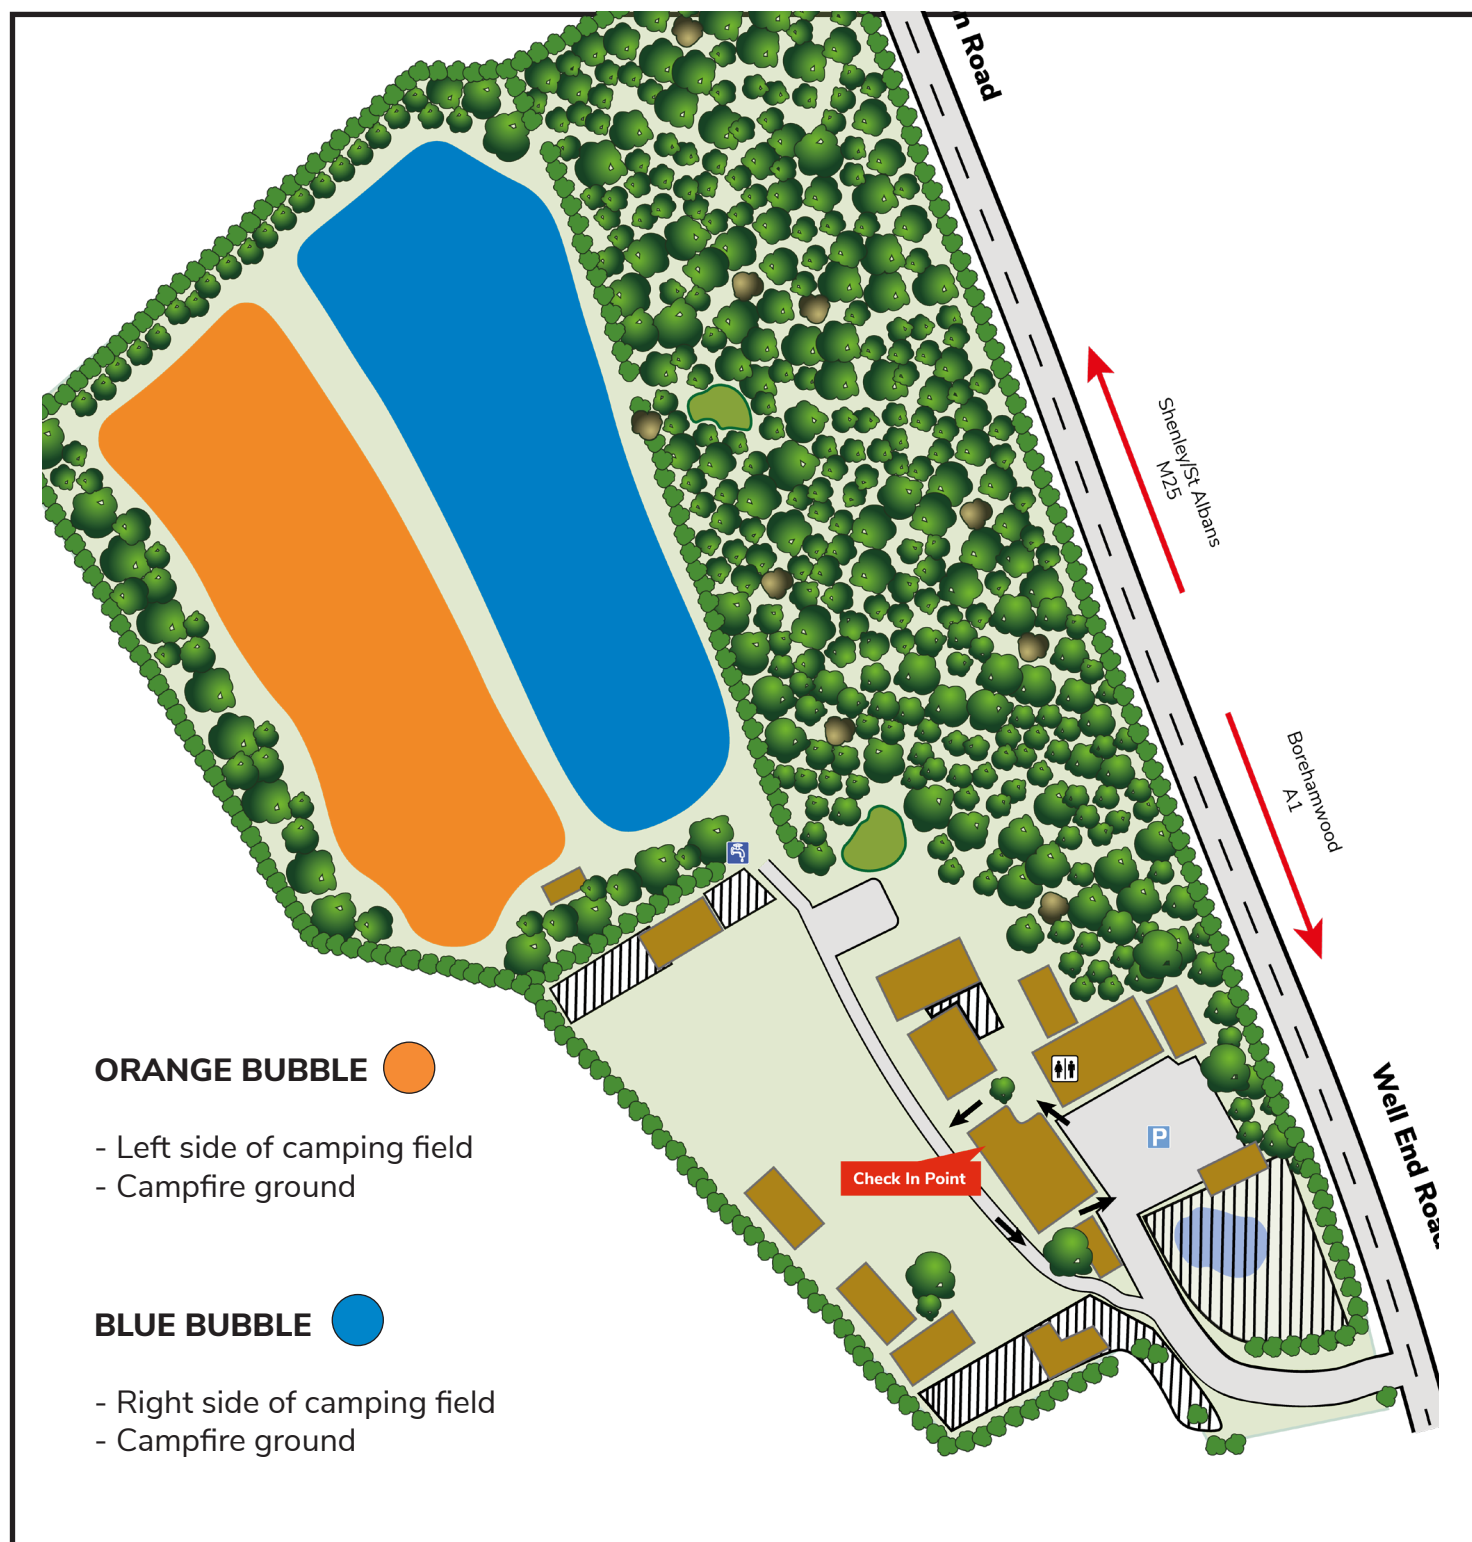 n Road
Shenley/St Albans
M25
Borehamwood
A1
Well End Road
P
Check In Point
ORANGE BUBBLE
- Left side of camping field
- Campfire ground
BLUE BUBBLE
- Right side of camping field
- Campfire ground